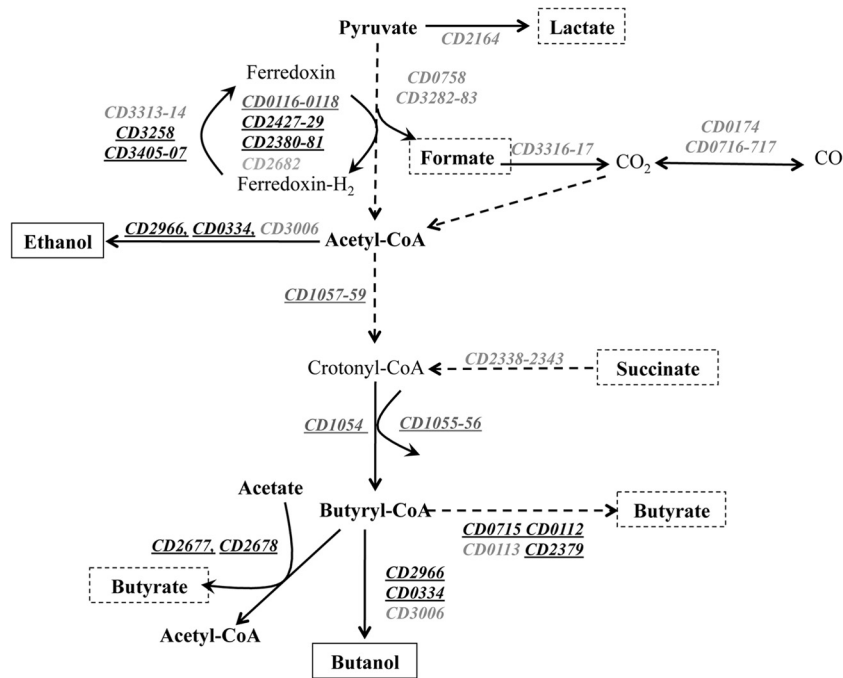 Pyruvate
CD2164
Lactate
Ferredoxin
CD0758
CD3282-83
CD3313-14
CD3258
CD3405-07
CD0116-0118
CD2427-29
CD2380-81
CD2682
Ferredoxin-H2
Formate
CD3316-17
CO2
CD0174
CD0716-717
CO
Ethanol
CD2966, CD0334, CD3006
Acetyl-CoA
CD1057-59
Crotonyl-CoA
CD2338-2343
Succinate
CD1054
CD1055-56
Acetate
Butyryl-CoA
Butyrate
CD0715 CD0112
CD0113 CD2379
CD2677, CD2678
Butyrate
Acetyl-CoA
CD2966
CD0334
CD3006
Butanol